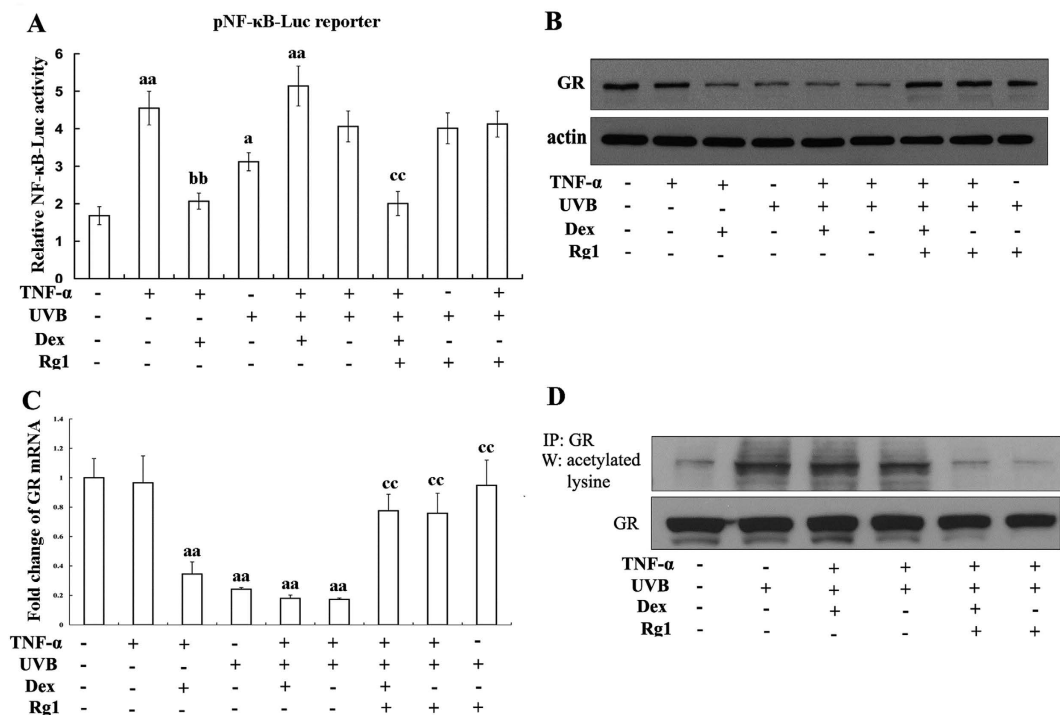 A
pNF-κB-Luc reporter
Relative NF-κB-Luc activity
6
5
4
3
2
1
0
aa
bb
a
aa
cc
TNF-α - + + - + + + - +
UVB - - - + + + + + +
Dex - - + - + - + - -
Rg1 - - - - - - + + +
B
GR
actin
TNF-α - + + - + + + + -
UVB - - - + + + + + +
Dex - - + - + - + - -
Rg1 - - - - - - + + +
C
Fold change of GR mRNA
1.4
1.2
1
0.8
0.6
0.4
0.2
0
aa
aa
aa
aa
cc
cc
cc
TNF-α - + + - + + + + -
UVB - - - + + + + + +
Dex - - + - + - + - -
Rg1 - - - - - - + + +
D
IP: GR
W: acetylated
lysine
GR
TNF-α - - + + + +
UVB - + + + + +
Dex - - + - + -
Rg1 - - - - + +